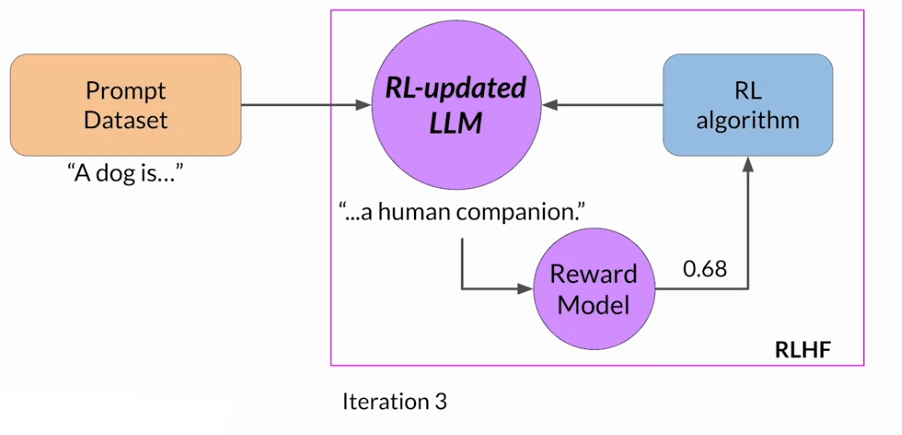 Prompt
Dataset
“A dog is...”
RL-updated
LLM
RL
algorithm
“...a human companion.”
Reward
Model
0.68
RLHF
Iteration 3